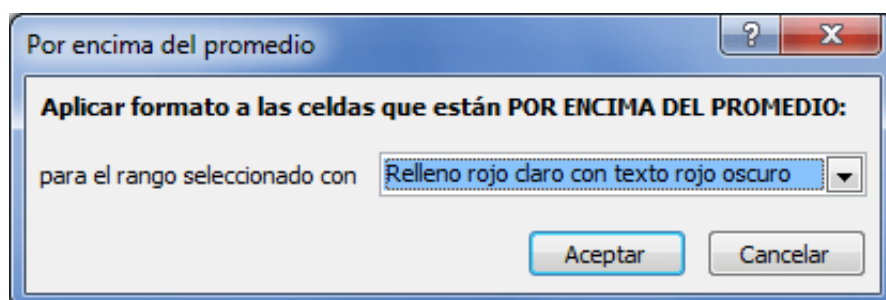 Por encima del promedio
Aplicar formato a las celdas que están POR ENCIMA DEL PROMEDIO:
para el rango seleccionado con Relleno rojo claro con texto rojo oscuro
Aceptar Cancelar